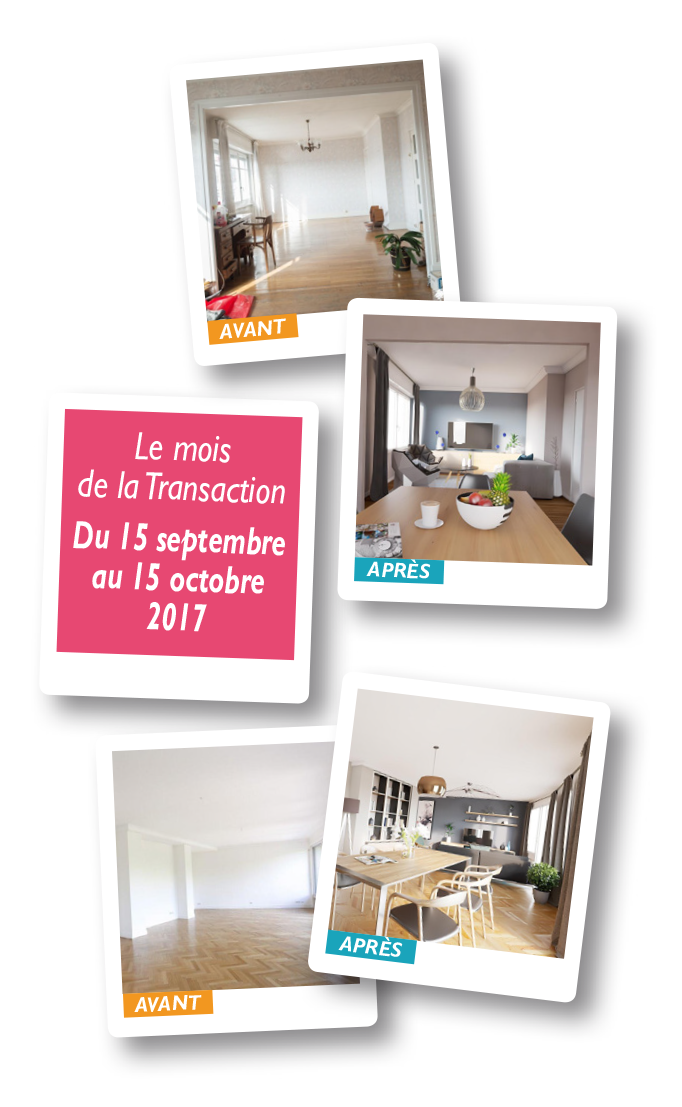 AVANT
APRÈS
Le mois
de la Transaction
Du 15 septembre
au 15 octobre
2017
APRÈS
AVANT